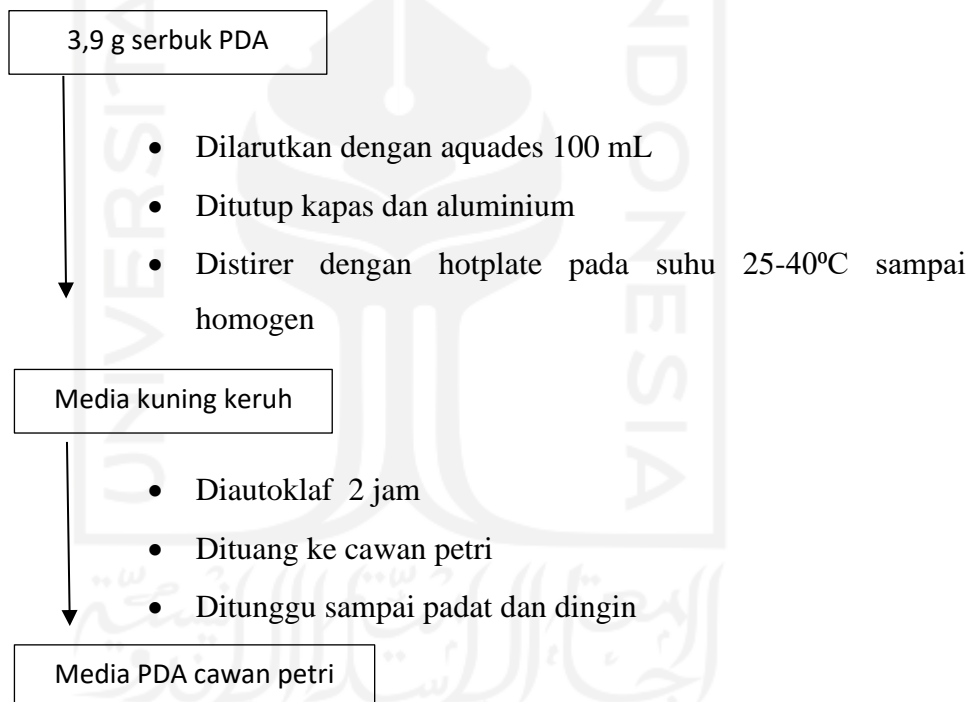 3,9 g serbuk PDA
• Dilarutkan dengan aquades 100 mL
• Ditutup kapas dan aluminium
• Distirer dengan hotplate pada suhu 25-40⁰C sampai
homogen
Media kuning keruh
• Diautoklaf 2 jam
• Dituang ke cawan petri
• Ditunggu sampai padat dan dingin
Media PDA cawan petri